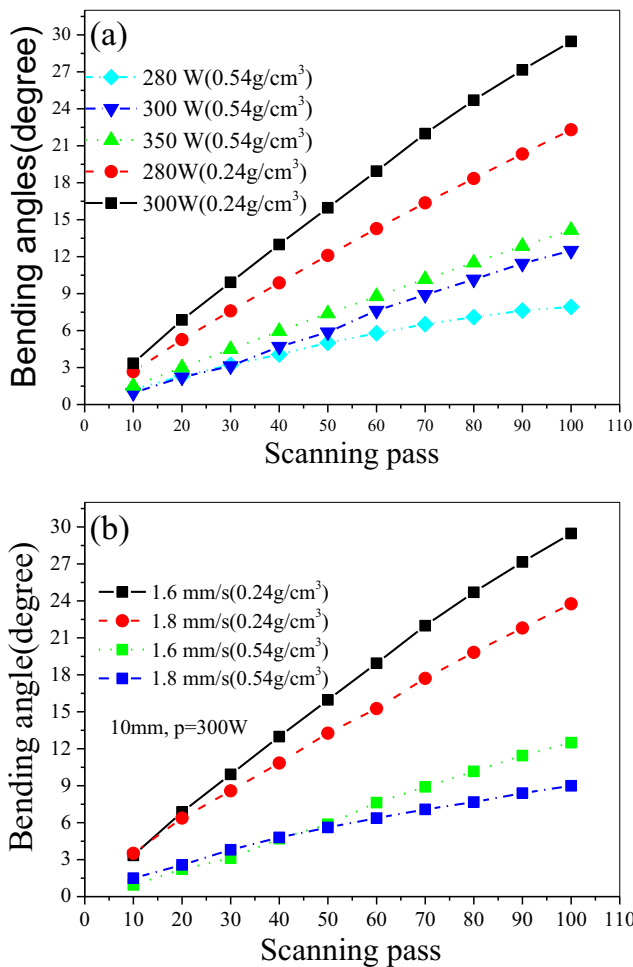 (a)
Bending angles(degree)
30
27
24
21
18
15
12
9
6
3
0
280 W(0.54g/cm³)
300 W(0.54g/cm³)
350 W(0.54g/cm³)
280W(0.24g/cm³)
300W(0.24g/cm³)
0 10 20 30 40 50 60 70 80 90 100 110
Scanning pass
(b)
Bending angle(degree)
30
27
24
21
18
15
12
9
6
3
0
1.6 mm/s(0.24g/cm³)
1.8 mm/s(0.24g/cm³)
1.6 mm/s(0.54g/cm³)
1.8 mm/s(0.54g/cm³)
10mm, p=300W
0 10 20 30 40 50 60 70 80 90 100 110
Scanning pass